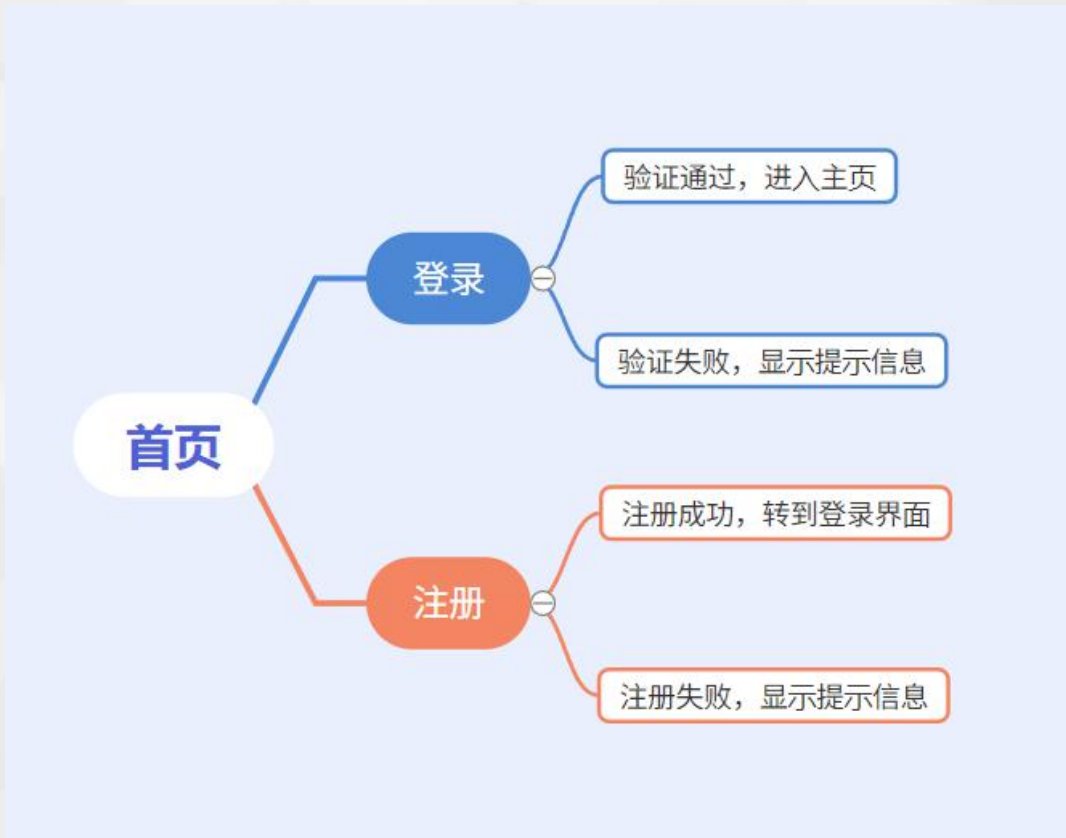 首页
登录
验证通过，进入主页
验证失败，显示提示信息
注册
注册成功，转到登录界面
注册失败，显示提示信息